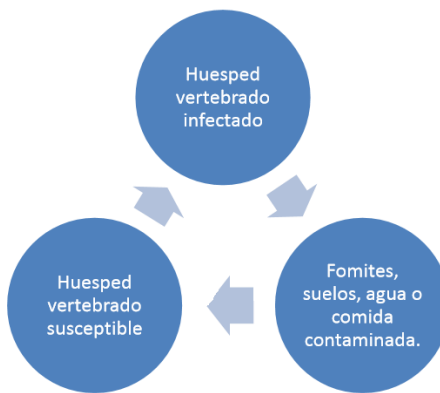 Huesped
vertebrado
infectado
Huesped
vertebrado
susceptible
Fomites,
suelos, agua o
comida
contaminada.